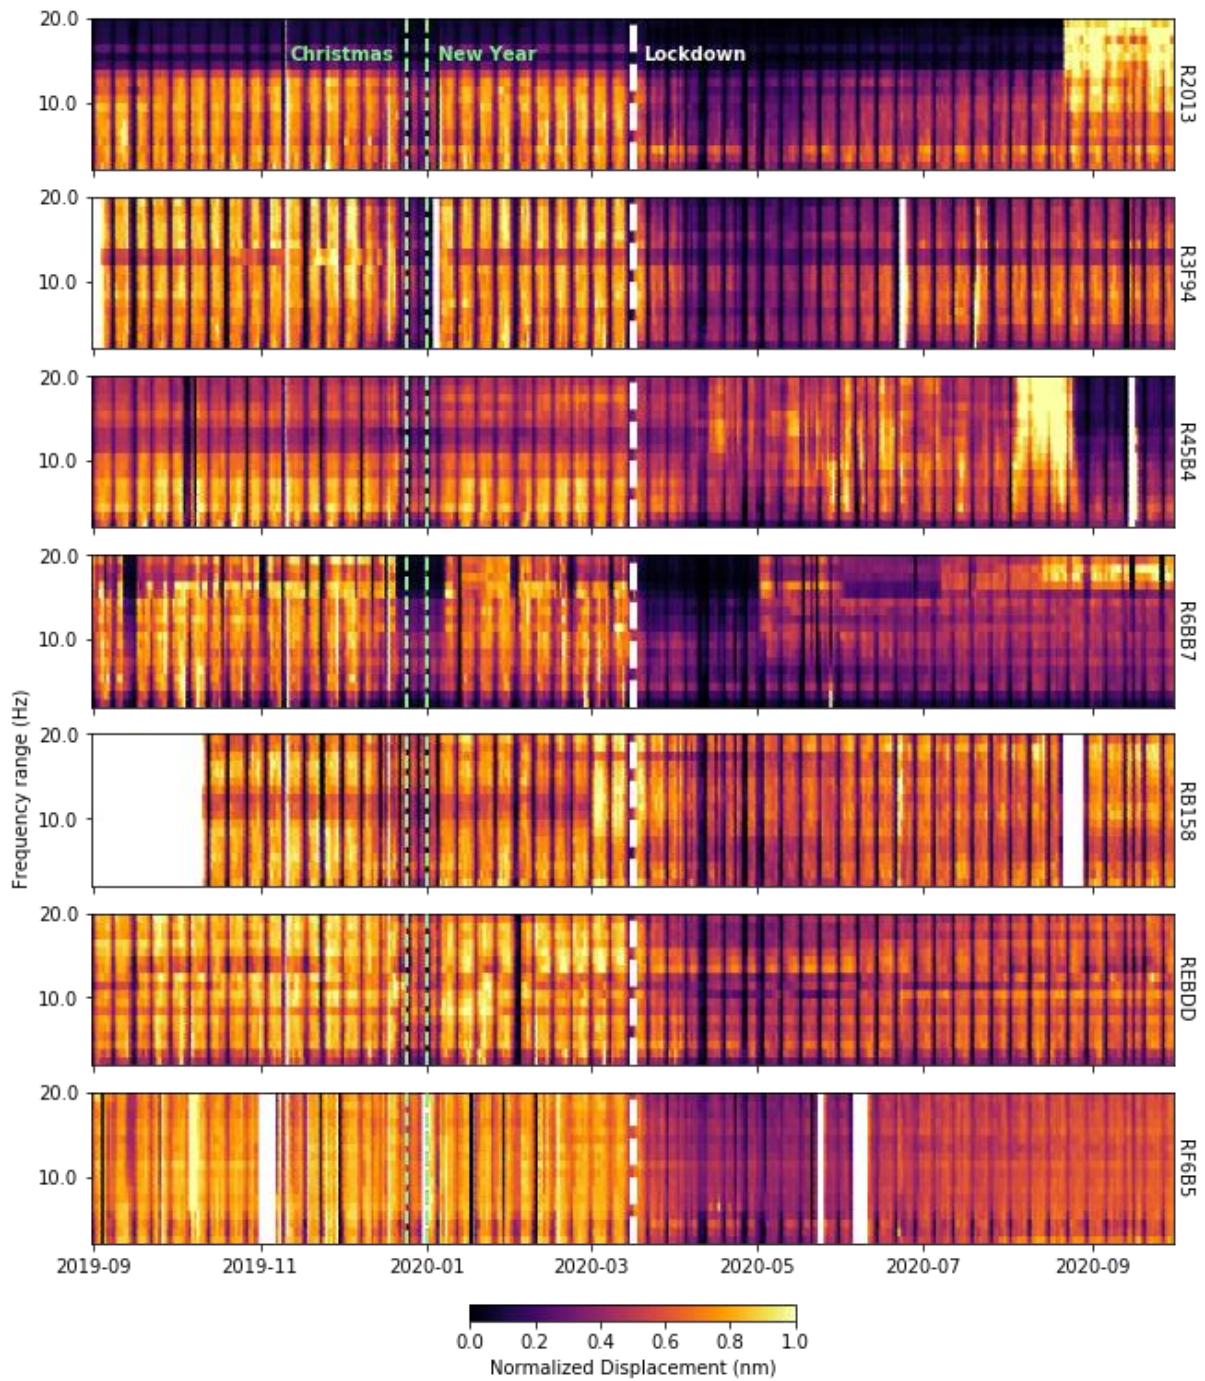 20.0
Christmas
New Year
Lockdown
10.0
R2013
20.0
10.0
R3F94
20.0
10.0
R45B4
20.0
10.0
R6BB7
20.0
10.0
RB158
20.0
10.0
REBDD
20.0
10.0
RF6B5
Frequency range (Hz)
2019-09 2019-11 2020-01 2020-03 2020-05 2020-07 2020-09
0.0 0.2 0.4 0.6 0.8 1.0
Normalized Displacement (nm)